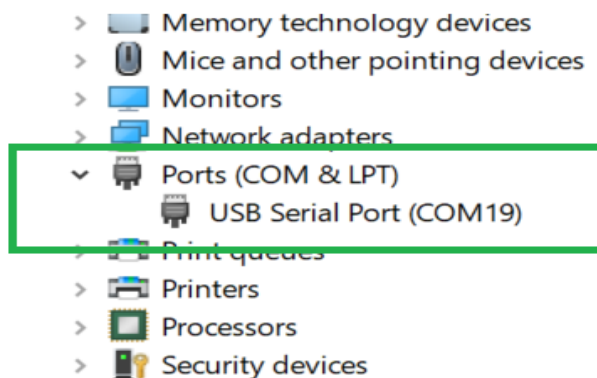 Memory technology devices
Mice and other pointing devices
Monitors
Network adapters
Ports (COM & LPT)
USB Serial Port (COM19)
Print queues
Printers
Processors
Security devices